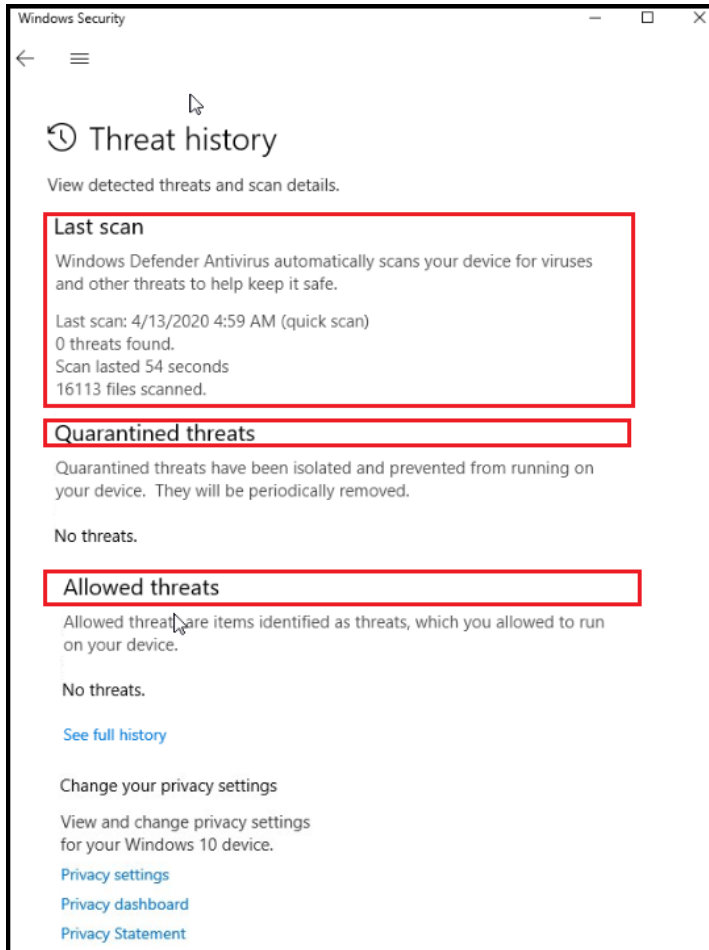 Windows Security
Threat history
View detected threats and scan details.
Last scan
Windows Defender Antivirus automatically scans your device for viruses
and other threats to help keep it safe.
Last scan: 4/13/2020 4:59 AM (quick scan)
0 threats found.
Scan lasted 54 seconds
16113 files scanned.
Quarantined threats
Quarantined threats have been isolated and prevented from running on
your device. They will be periodically removed.
No threats.
Allowed threats
Allowed threats are items identified as threats, which you allowed to run
on your device.
No threats.
See full history
Change your privacy settings
View and change privacy settings
for your Windows 10 device.
Privacy settings
Privacy dashboard
Privacy Statement